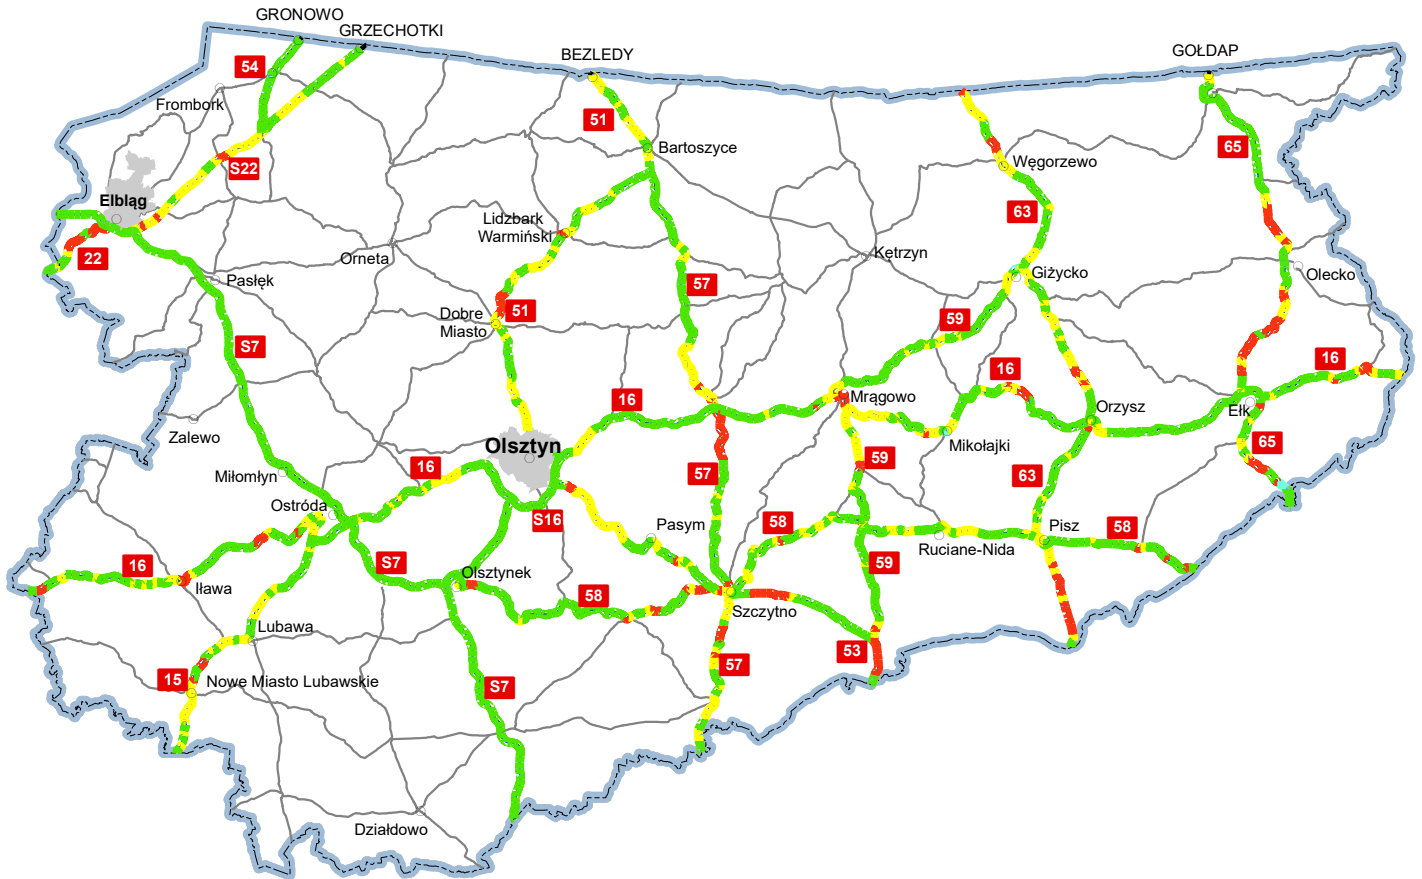 GRONOWO
GRZECHOTKI
BEZLEDY
GOŁDAP
54
Frombork
51
Bartoszyce
65
S22
Węgorzewo
Elbląg
63
Lidzbark
Warmiński
22
Orneta
Kętrzyn
Pasłęk
57
Giżycko
Olecko
Dobre
Miasto
51
59
S7
16
16
16
Mrągowo
Orzysz
Ełk
Zalewo
Olsztyn
Mikołajki
65
Miłomłyn
16
57
59
63
Ostróda
S16
Pasym
58
Pisz
58
Ruciane-Nida
16
S7
Olsztynek
59
Iława
58
Szczytno
Lubawa
53
57
15
Nowe Miasto Lubawskie
S7
Działdowo